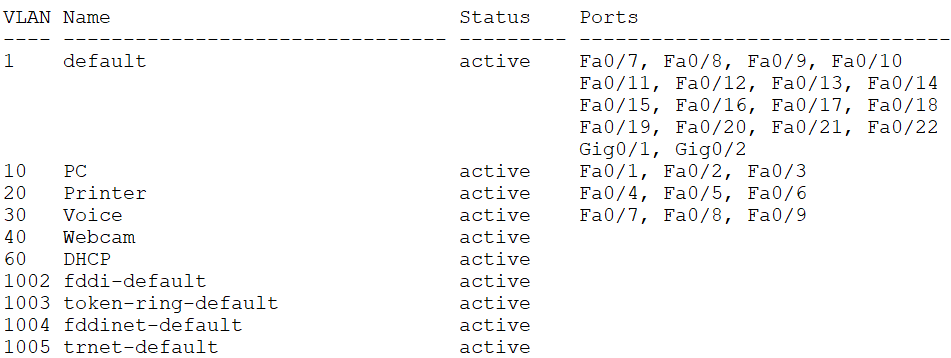 VLAN Name                             Status    Ports
---- -------------------------------- --------- -------------------------------
1    default                          active    Fa0/7, Fa0/8, Fa0/9, Fa0/10
                                                Fa0/11, Fa0/12, Fa0/13, Fa0/14
                                                Fa0/15, Fa0/16, Fa0/17, Fa0/18
                                                Fa0/19, Fa0/20, Fa0/21, Fa0/22
                                                Gig0/1, Gig0/2
10   PC                               active    Fa0/1, Fa0/2, Fa0/3
20   Printer                          active    Fa0/4, Fa0/5, Fa0/6
30   Voice                            active    Fa0/7, Fa0/8, Fa0/9
40   Webcam                           active
60   DHCP                             active
1002 fddi-default                     active
1003 token-ring-default               active
1004 fddinet-default                  active
1005 trnet-default                    active